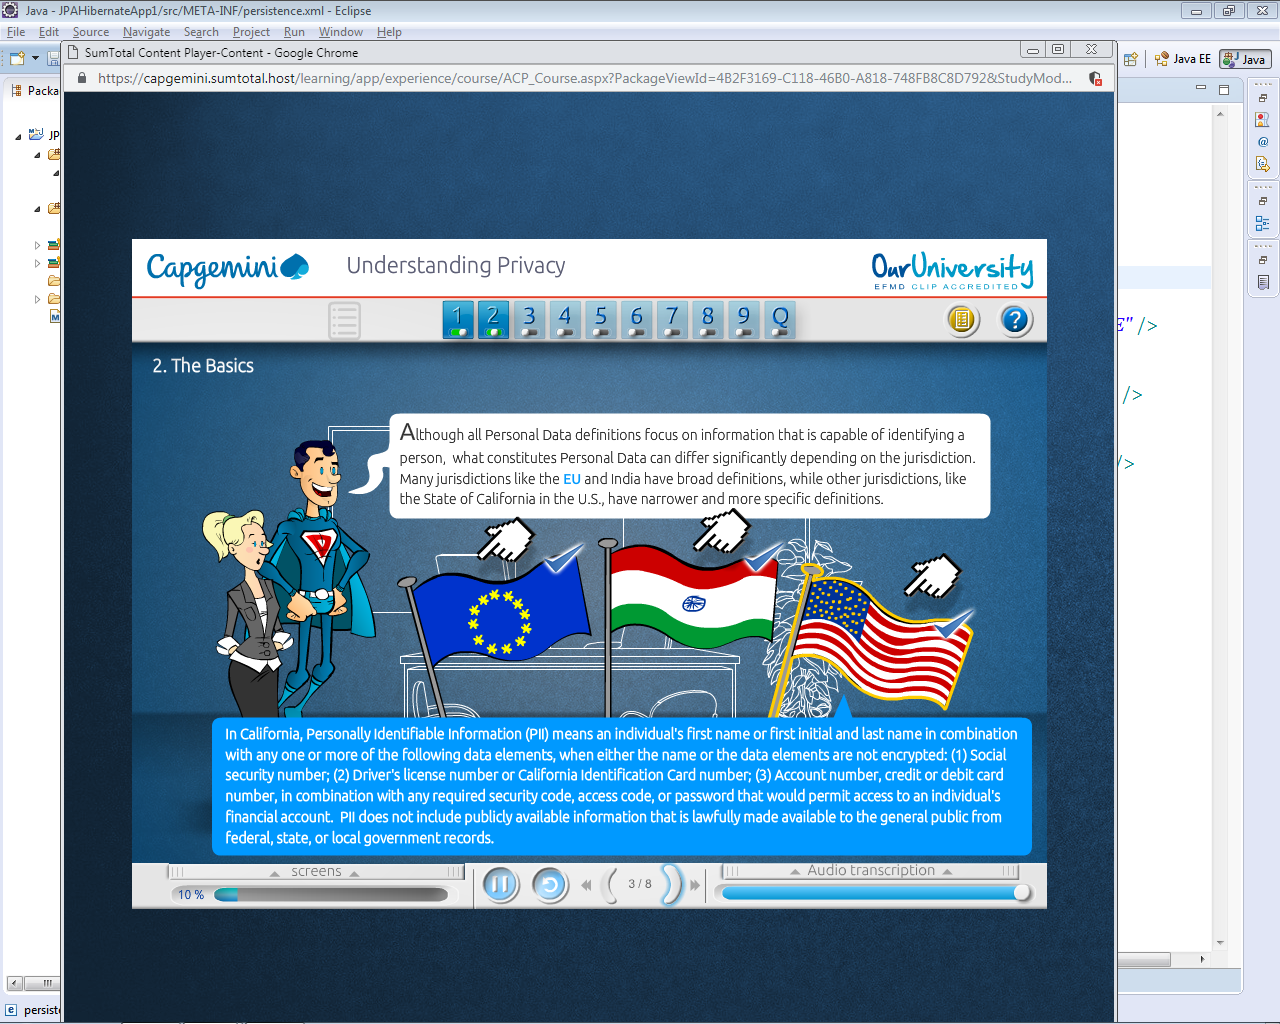 Java - JPAHibernateApp1/src/META-INF/persistence.xml - Eclipse
File Edit Source Navigate Search Project Run Window Help
SumTotal Content Player-Content - Google Chrome
https://capgemini.sumtotal.host/learning/app/experience/course/ACP_Course.aspx?PackageViewId=4B2F3169-C118-46B0-A818-748FB8C8D792&StudyMod...
Java EE Java
Packa
JP
Capgemini
Understanding Privacy
OurUniversity
EFMD CLIP ACCREDITED
1 2 3 4 5 6 7 8 9 Q
?
E" />
/>
/>
2. The Basics
Although all Personal Data definitions focus on information that is capable of identifying a
person, what constitutes Personal Data can differ significantly depending on the jurisdiction.
Many jurisdictions like the EU and India have broad definitions, while other jurisdictions, like
the State of California in the U.S., have narrower and more specific definitions.
In California, Personally Identifiable Information (PII) means an individual's first name or first initial and last name in combination
with any one or more of the following data elements, when either the name or the data elements are not encrypted: (1) Social
security number; (2) Driver's license number or California Identification Card number; (3) Account number, credit or debit card
number, in combination with any required security code, access code, or password that would permit access to an individual's
financial account. PII does not include publicly available information that is lawfully made available to the general public from
federal, state, or local government records.
screens
10 %
3 / 8
Audio transcription
persiste